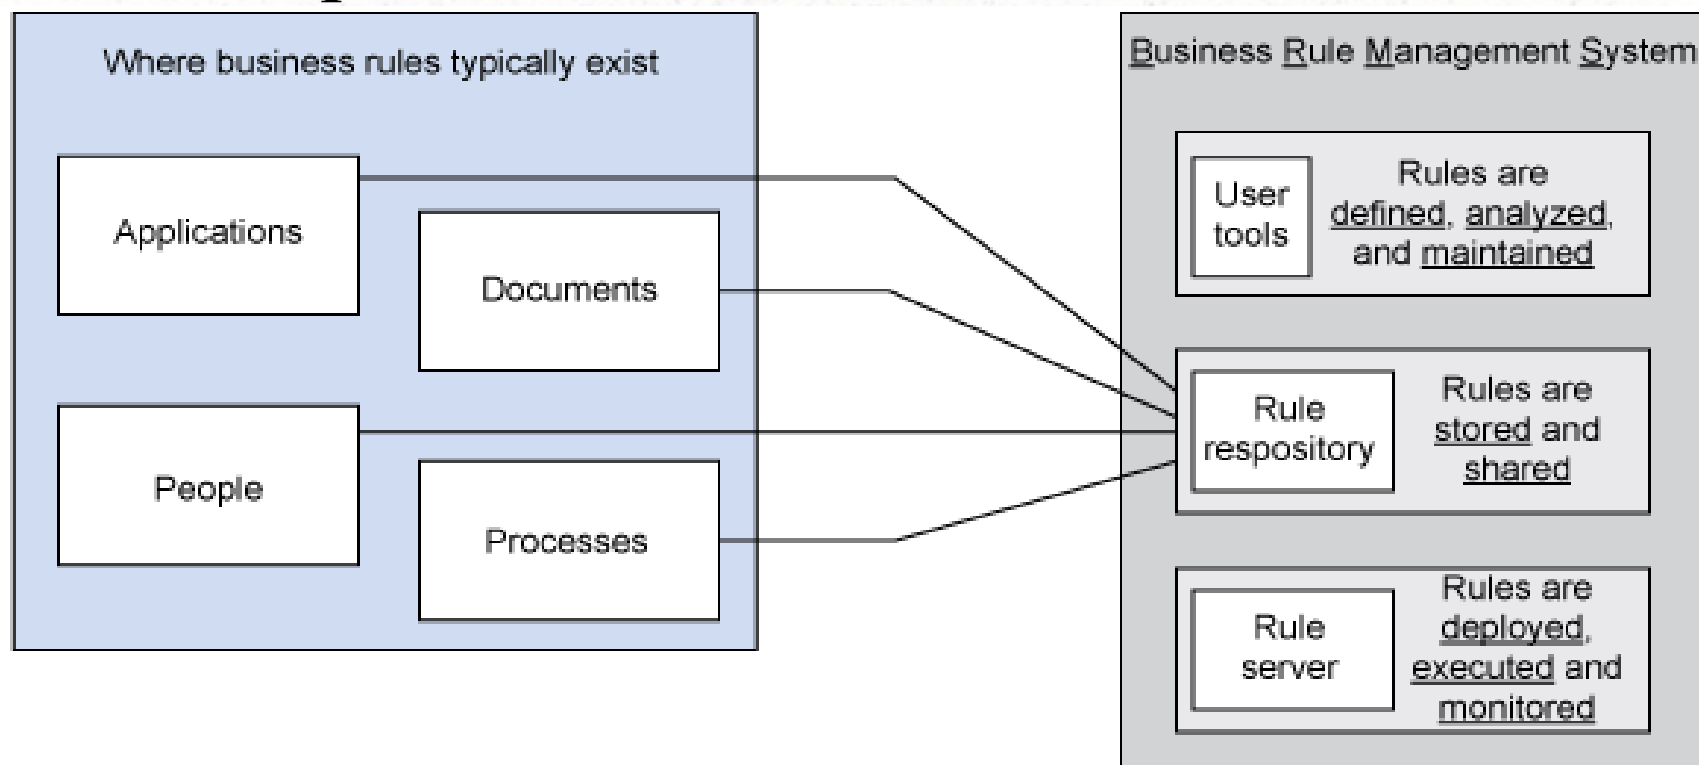 Where business rules typically exist
Applications
Documents
People
Processes
Business Rule Management System
User
tools
Rules are
defined, analyzed,
and maintained
Rule
respository
Rules are
stored and
shared
Rule
server
Rules are
deployed,
executed and
monitored